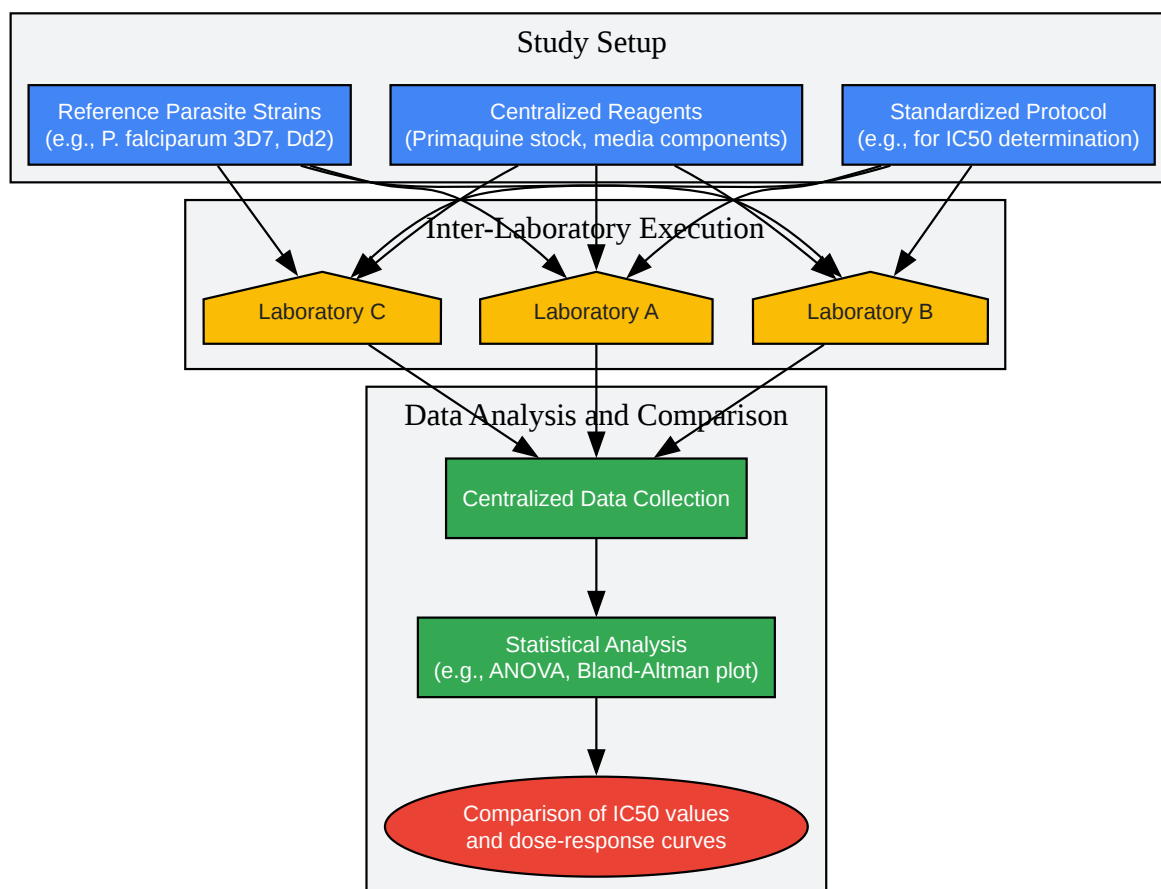 Study Setup
Reference Parasite Strains
(e.g., P. falciparum 3D7, Dd2)
Centralized Reagents
(Primaquine stock, media components)
Standardized Protocol
(e.g., for IC50 determination)
Inter-Laboratory Execution
Laboratory C
Laboratory A
Laboratory B
Data Analysis and Comparison
Centralized Data Collection
Statistical Analysis
(e.g., ANOVA, Bland-Altman plot)
Comparison of IC50 values
and dose-response curves